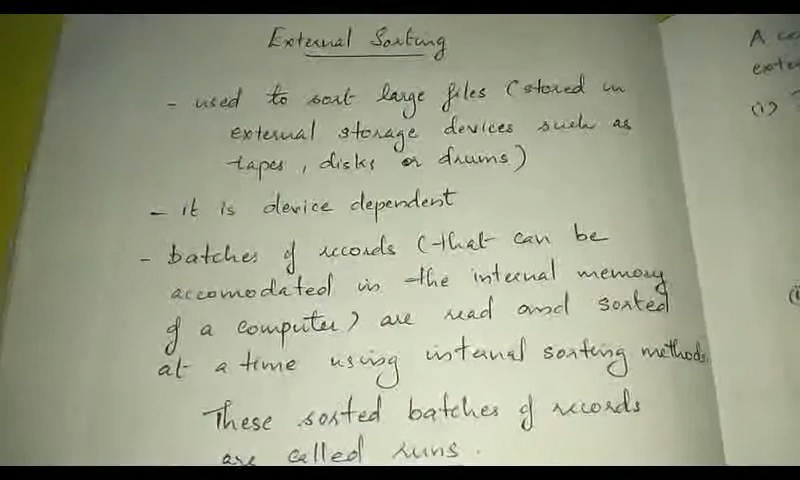 External Sorting
- used to sort large files (stored in
external storage devices such as
tapes, disks or drums)
- it is device dependent
- batches of records (that can be
accomodated in the internal memory
of a computer) are read and sorted
at a time using internal sorting methods.
These sorted batches of records
are called runs.
A
exte
(i)